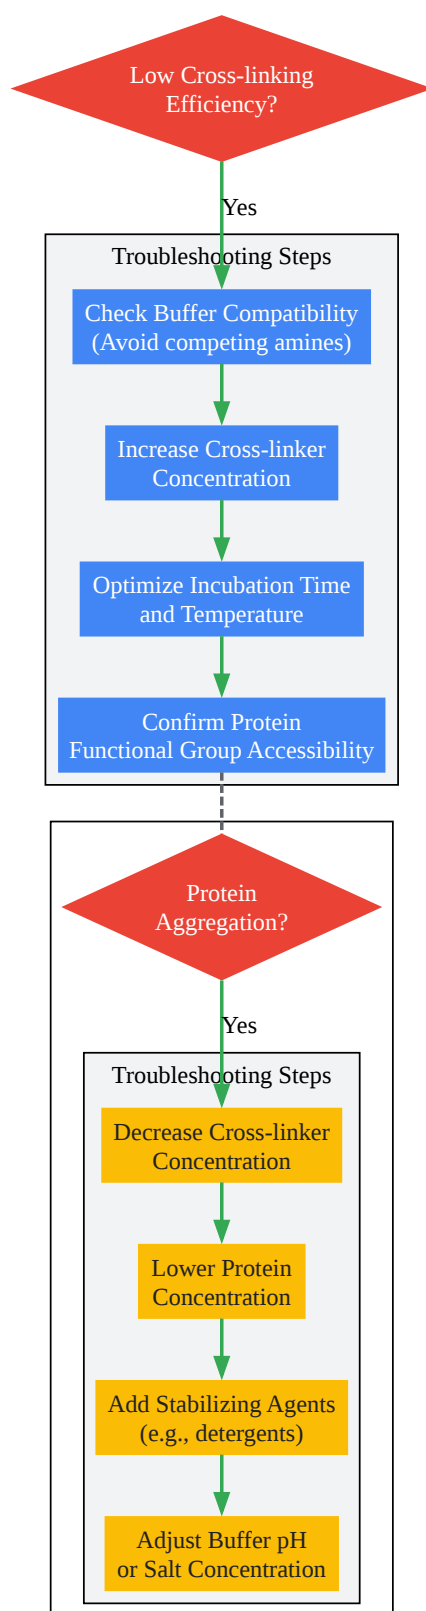 Low Cross-linking
Efficiency?
Yes
Troubleshooting Steps
Check Buffer Compatibility
(Avoid competing amines)
Increase Cross-linker
Concentration
Optimize Incubation Time
and Temperature
Confirm Protein
Functional Group Accessibility
Protein
Aggregation?
Yes
Troubleshooting Steps
Decrease Cross-linker
Concentration
Lower Protein
Concentration
Add Stabilizing Agents
(e.g., detergents)
Adjust Buffer pH
or Salt Concentration